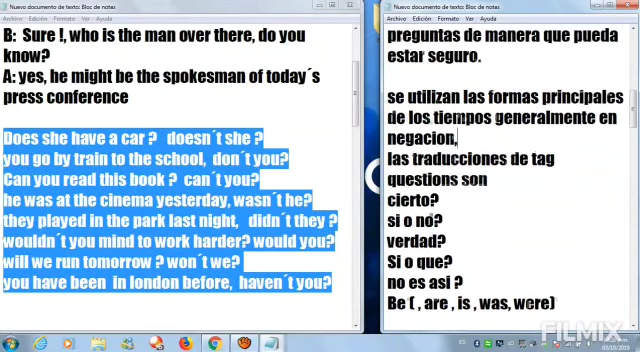 Nuevo documento de texto: Bloc de notas
Archivo Edición Formato Ver Ayuda
B: Sure !, who is the man over there, do you
know?
A: yes, he might be the spokesman of today´s
press conference
Does she have a car ? doesn´t she ?
you go by train to the school, don´t you?
Can you read this book ? can´t you?
he was at the cinema yesterday, wasn´t he?
they played in the park last night, didn´t they ?
wouldn´t you mind to work harder? would you?
will we run tomorrow ? won´t we?
you have been in london before, haven´t you?
Nuevo documento de texto: Bloc de notas
Archivo Edición Formato Ver Ayuda
preguntas de manera que pueda
estar seguro.
se utilizan las formas principales
de los tiempos generalmente en
negacion,
las traducciones de tag
questions son
cierto?
si o no?
verdad?
Si o que?
no es asi ?
Be ( , are , is , was, were)
FILMIX
ES
03/10/2019